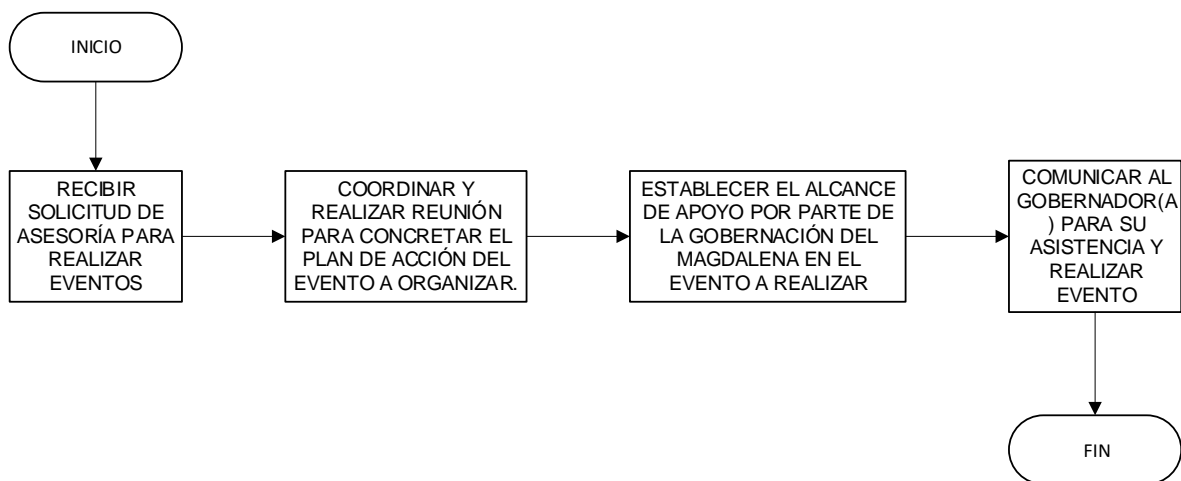 INICIO
RECIBIR
SOLICITUD DE
ASESORÍA PARA
REALIZAR
EVENTOS
COORDINAR Y
REALIZAR REUNIÓN
PARA CONCRETAR EL
PLAN DE ACCIÓN DEL
EVENTO A ORGANIZAR.
ESTABLECER EL ALCANCE
DE APOYO POR PARTE DE
LA GOBERNACIÓN DEL
MAGDALENA EN EL
EVENTO A REALIZAR
COMUNICAR AL
GOBERNADOR(A
) PARA SU
ASISTENCIA Y
REALIZAR
EVENTO
FIN